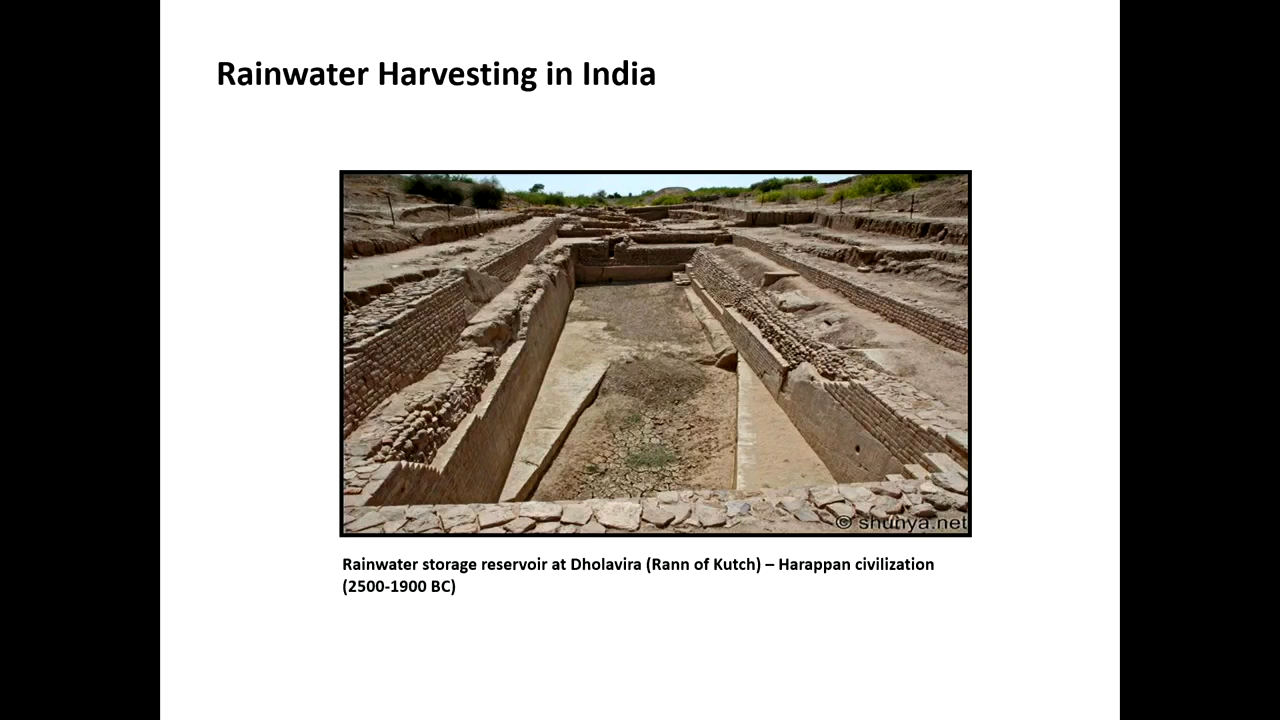 Rainwater Harvesting in India
© shunya.net
Rainwater storage reservoir at Dholavira (Rann of Kutch) – Harappan civilization
(2500-1900 BC)